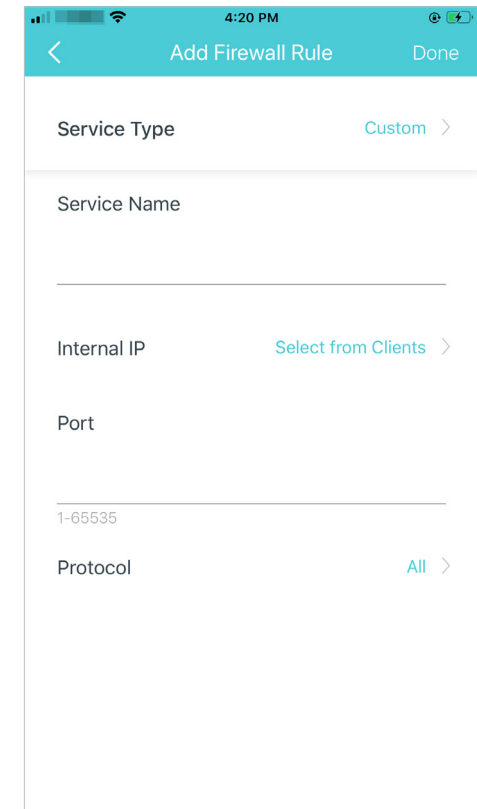 4:20 PM
Add Firewall Rule Done
Service Type Custom
Service Name
Internal IP Select from Clients
Port
1-65535
Protocol All